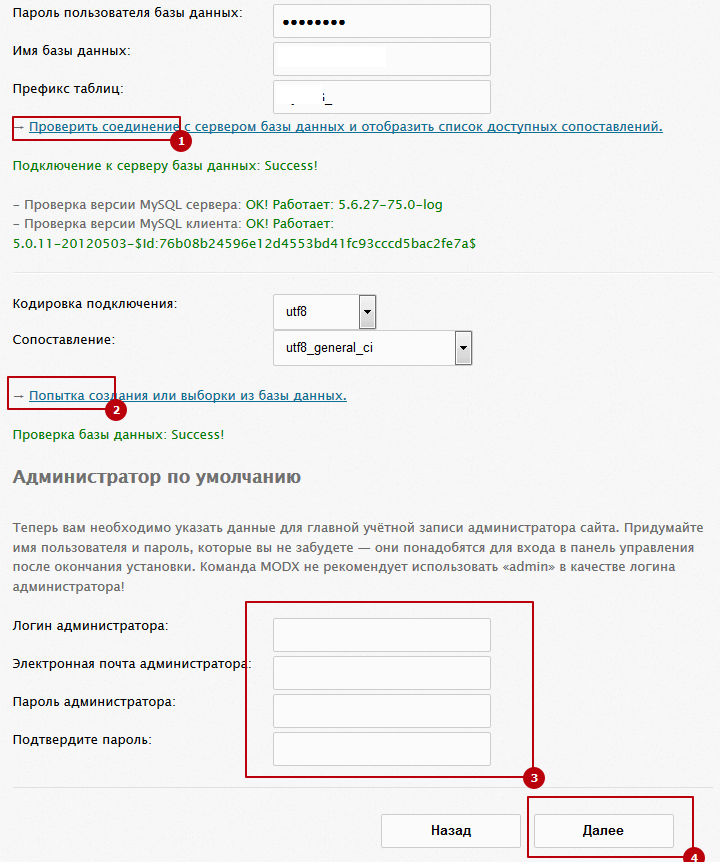 Пароль пользователя базы данных: ••••••••
Имя базы данных:
Префикс таблиц: _
→ Проверить соединение с сервером базы данных и отобразить список доступных сопоставлений.
1
Подключение к серверу базы данных: Success!
– Проверка версии MySQL сервера: OK! Работает: 5.6.27-75.0-log
– Проверка версии MySQL клиента: OK! Работает:
5.0.11-20120503-$Id:76b08b24596e12d4553bd41fc93cccd5bac2fe7a$
Кодировка подключения: utf8
Сопоставление: utf8_general_ci
→ Попытка создания или выборки из базы данных.
2
Проверка базы данных: Success!
Администратор по умолчанию
Теперь вам необходимо указать данные для главной учётной записи администратора сайта. Придумайте
имя пользователя и пароль, которые вы не забудете — они понадобятся для входа в панель управления
после окончания установки. Команда MODX не рекомендует использовать «admin» в качестве логина
администратора!
Логин администратора:
Электронная почта администратора:
Пароль администратора:
Подтвердите пароль:
3
Назад Далее
4